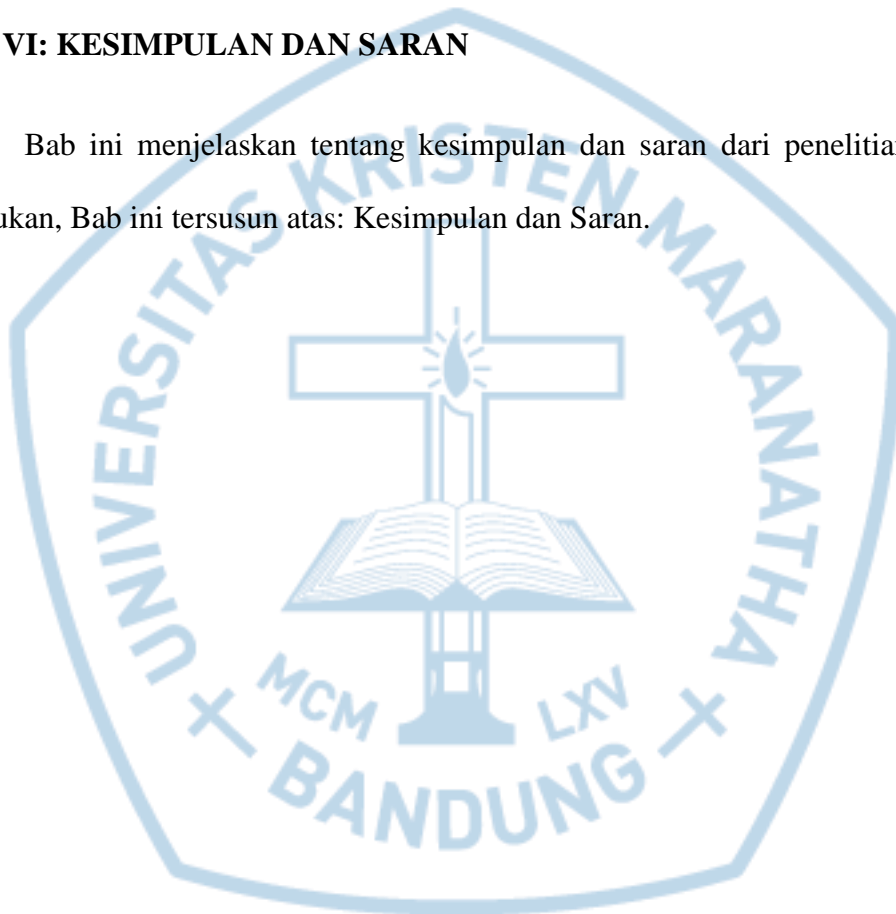 VI: KESIMPULAN DAN SARAN
Bab ini menjelaskan tentang kesimpulan dan saran dari penelitian
ukan, Bab ini tersusun atas: Kesimpulan dan Saran.
UNIVERSITAS KRISTEN MARANATHA
MCM LXV
BANDUNG